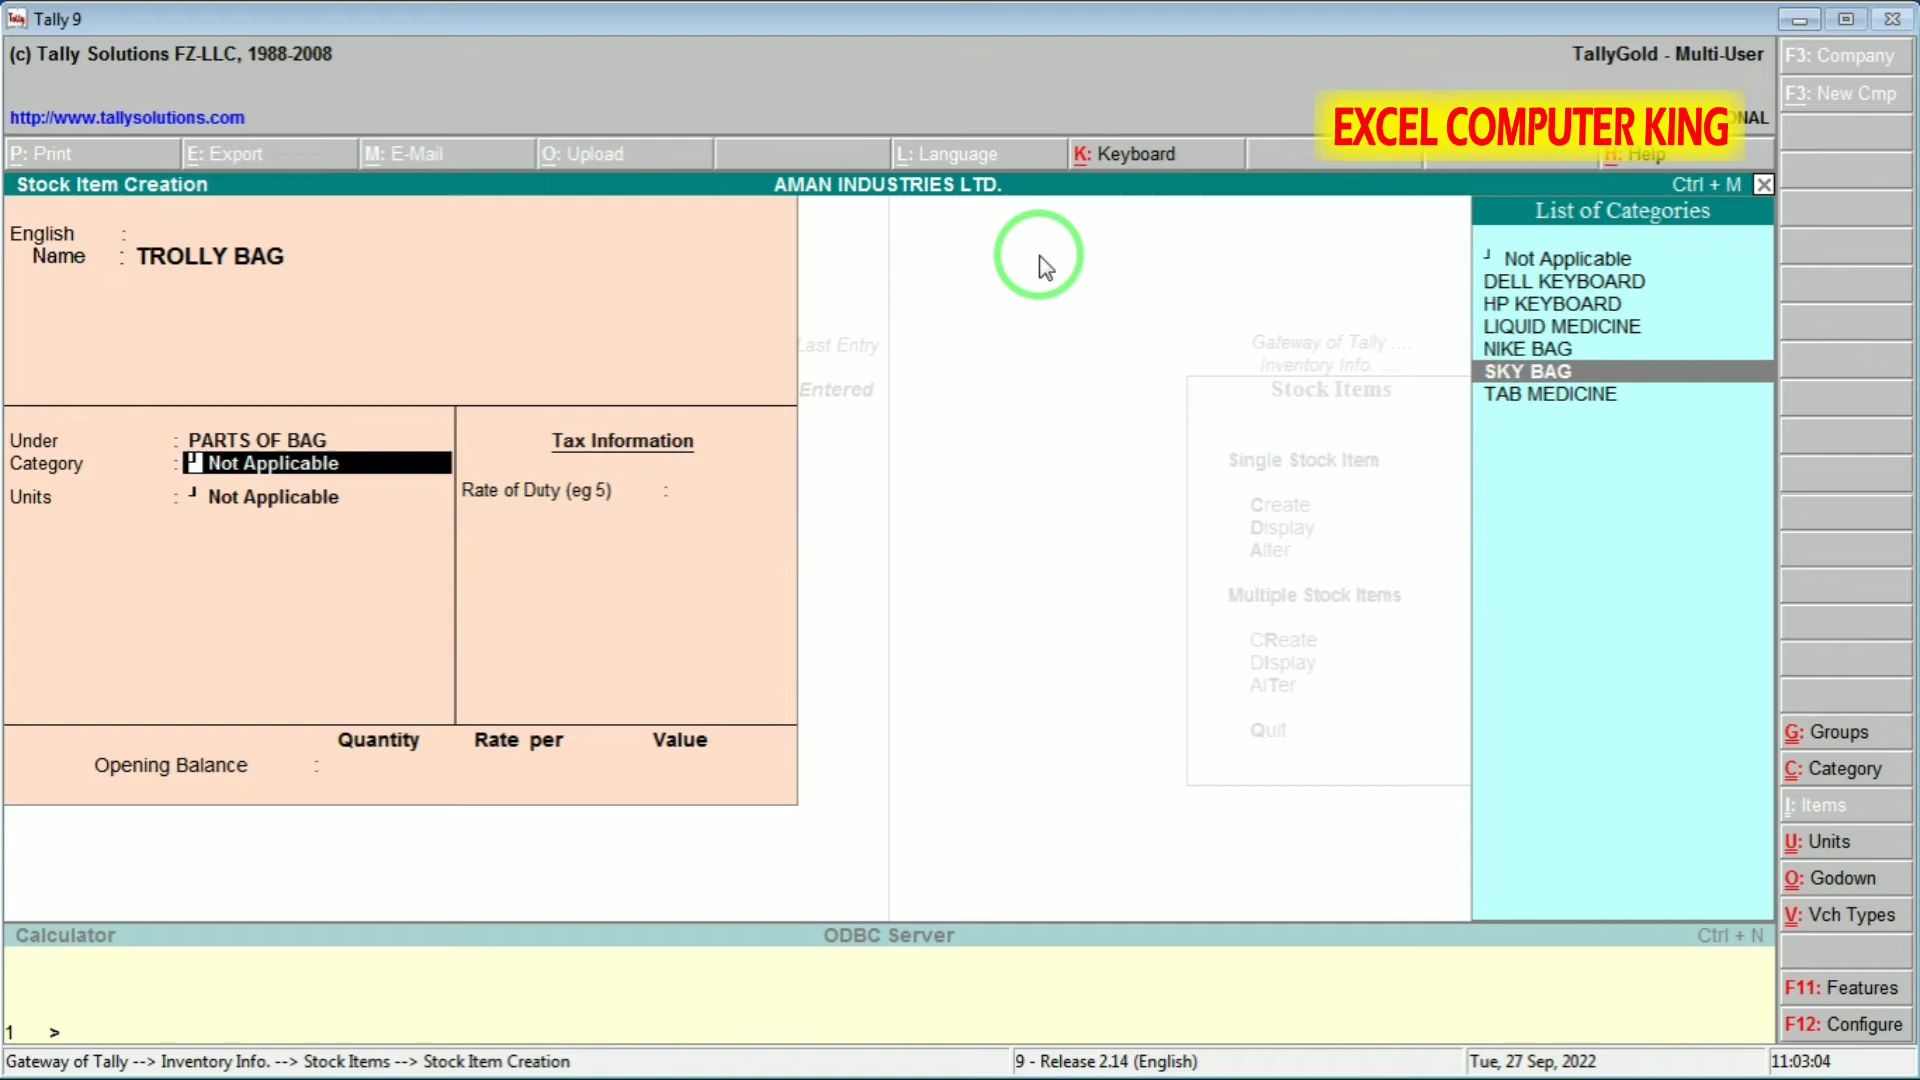 Tally 9
(c) Tally Solutions FZ-LLC, 1988-2008
TallyGold - Multi-User
http://www.tallysolutions.com
EXCEL COMPUTER KING
ONAL
P: Print
E: Export
M: E-Mail
O: Upload
L: Language
K: Keyboard
H: Help
Stock Item Creation
AMAN INDUSTRIES LTD.
Ctrl + M
English :
Name : TROLLY BAG
Under : PARTS OF BAG
Category : ┘ Not Applicable
Units : ┘ Not Applicable
Tax Information
Rate of Duty (eg 5) :
Quantity Rate per Value
Opening Balance :
Last Entry
Entered
Gateway of Tally ....
Inventory Info. ....
Stock Items
Single Stock Item
Create
Display
Alter
Multiple Stock Items
CReate
DIsplay
AlTer
Quit
List of Categories
┘ Not Applicable
DELL KEYBOARD
HP KEYBOARD
LIQUID MEDICINE
NIKE BAG
SKY BAG
TAB MEDICINE
F3: Company
F3: New Cmp
G: Groups
C: Category
I: Items
U: Units
O: Godown
V: Vch Types
F11: Features
F12: Configure
Calculator
ODBC Server
Ctrl + N
1 >
Gateway of Tally --> Inventory Info. --> Stock Items --> Stock Item Creation
9 - Release 2.14 (English)
Tue, 27 Sep, 2022
11:03:04